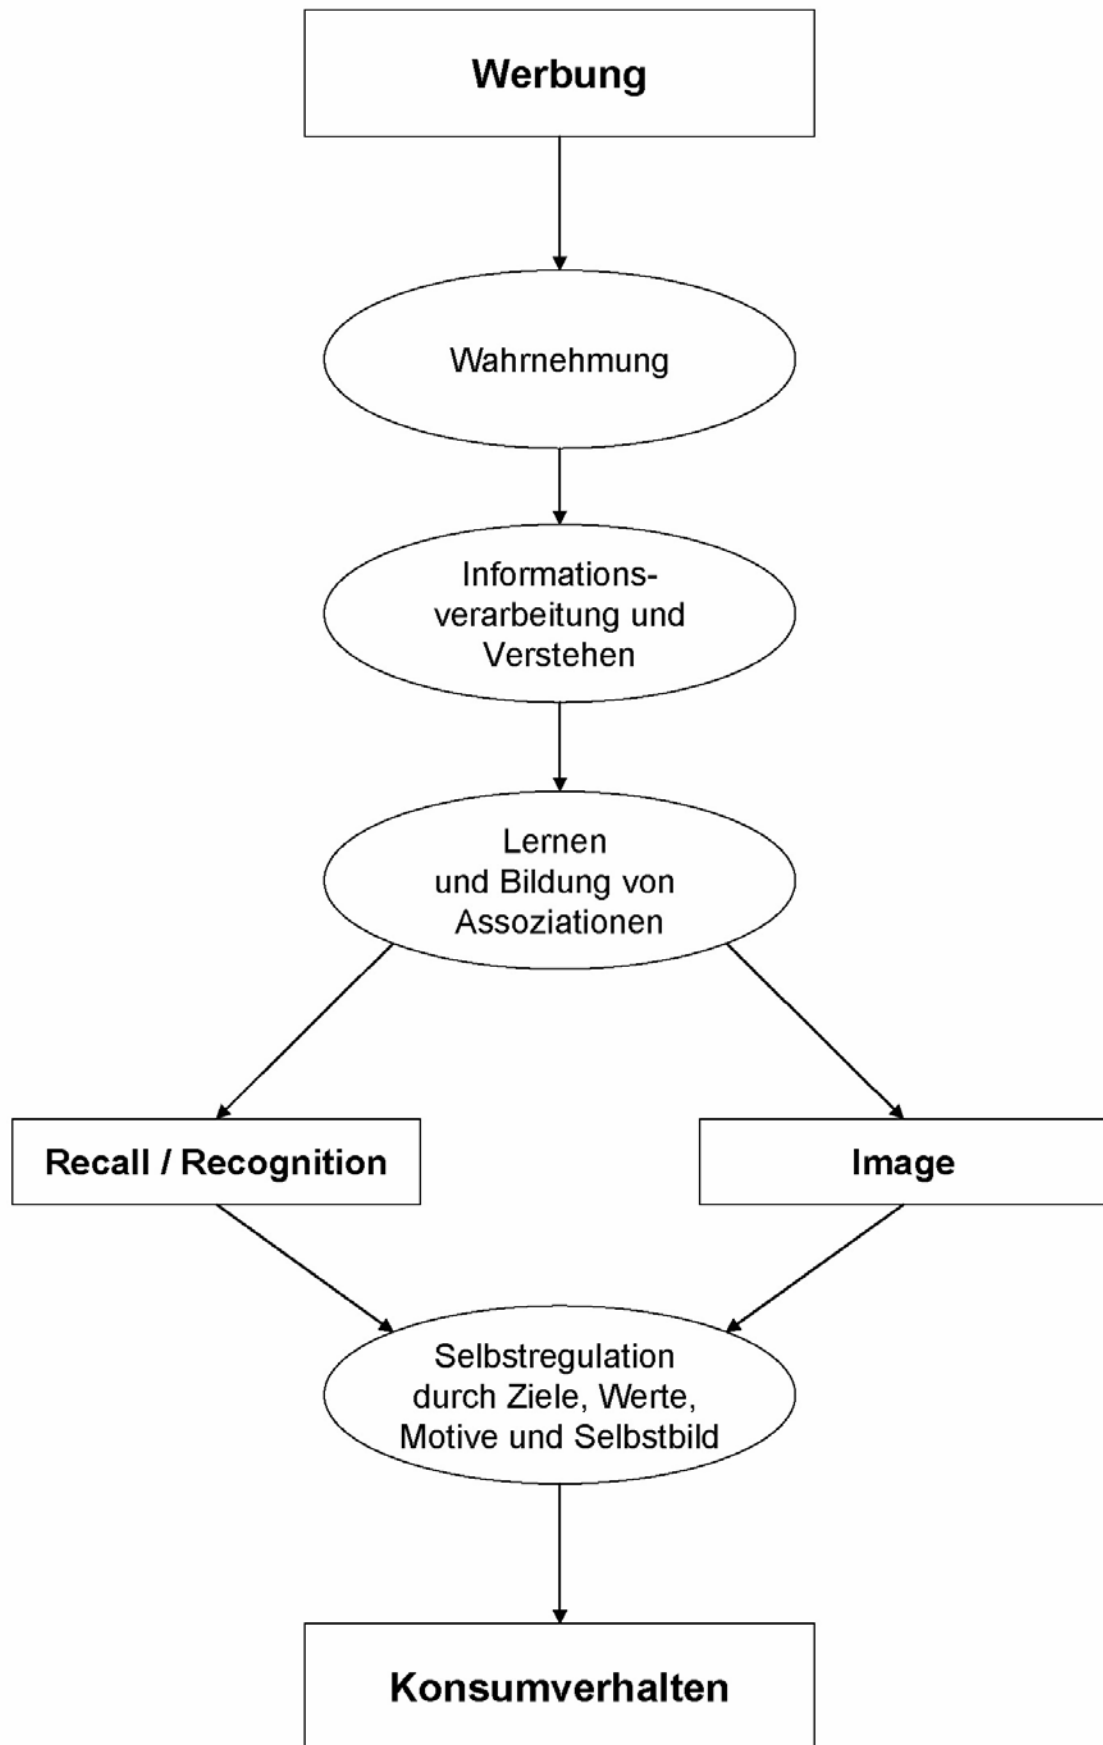 Werbung
Wahrnehmung
Informations-
verarbeitung und
Verstehen
Lernen
und Bildung von
Assoziationen
Recall / Recognition
Image
Selbstregulation
durch Ziele, Werte,
Motive und Selbstbild
Konsumverhalten